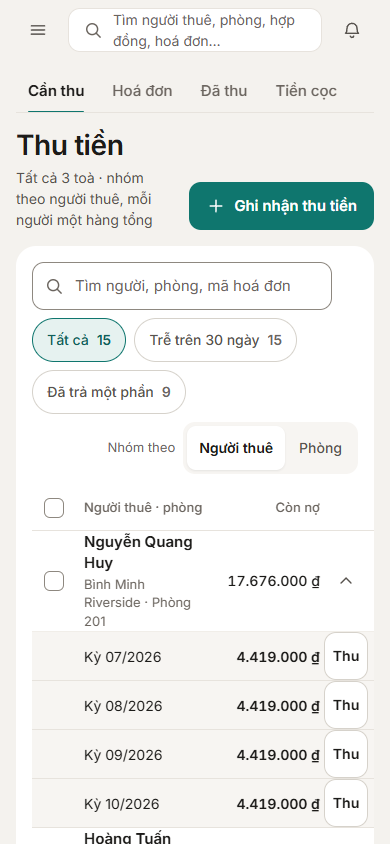 Tìm người thuê, phòng, hợp
đồng, hoá đơn...
Cần thu Hoá đơn Đã thu Tiền cọc
Thu tiền
Tất cả 3 toà · nhóm
theo người thuê, mỗi
người một hàng tổng
Ghi nhận thu tiền
Tìm người, phòng, mã hoá đơn
Tất cả 15 Trễ trên 30 ngày 15
Đã trả một phần 9
Nhóm theo Người thuê Phòng
Người thuê · phòng Còn nợ
Nguyễn Quang
Huy
Bình Minh
Riverside · Phòng
201
17.676.000 ₫
Kỳ 07/2026 4.419.000 ₫ Thu
Kỳ 08/2026 4.419.000 ₫ Thu
Kỳ 09/2026 4.419.000 ₫ Thu
Kỳ 10/2026 4.419.000 ₫ Thu
Hoàng Tuấn